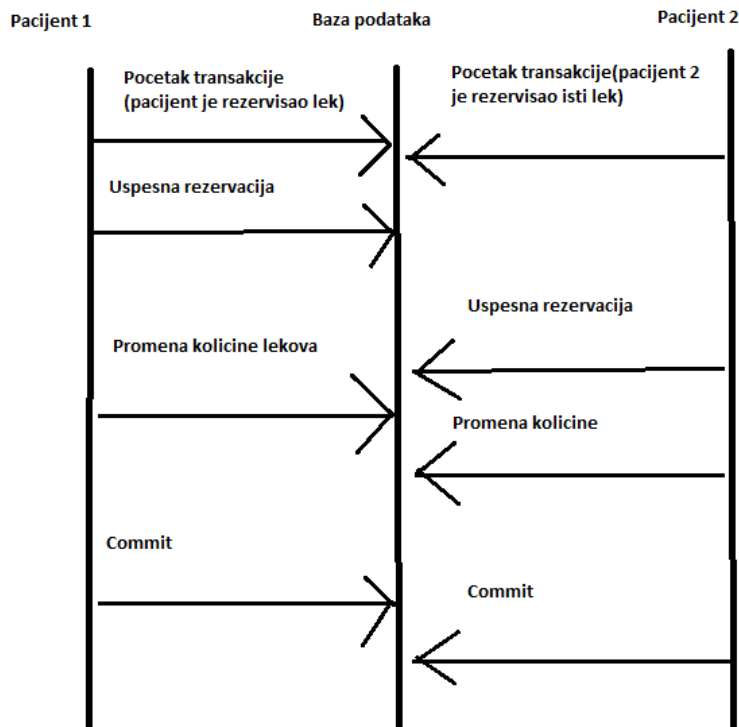 Pacijent 1
Baza podataka
Pacijent 2
Pocetak transakcije
(pacijent je rezervisao lek)
Pocetak transakcije(pacijent 2
je rezervisao isti lek)
Uspesna rezervacija
Uspesna rezervacija
Promena kolicine lekova
Promena kolicine
Commit
Commit